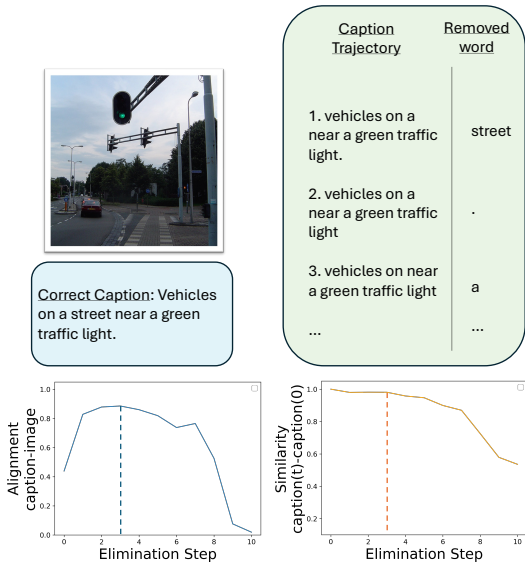 Caption
Trajectory
Removed
word
1. vehicles on a
near a green traffic
light.
street
2. vehicles on a
near a green traffic
light
.
3. vehicles on near
a green traffic light
a
...
...
Correct Caption: Vehicles
on a street near a green
traffic light.
Alignment
caption-image
1.0
0.8
0.6
0.4
0.2
0.0
0 2 4 6 8 10
Elimination Step
Similarity
caption(t)-caption(0)
1.0
0.8
0.6
0.4
0.2
0 2 4 6 8 10
Elimination Step